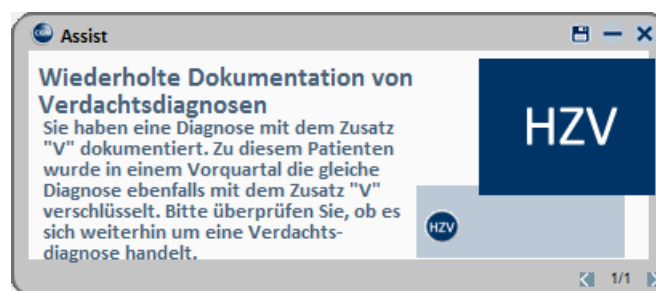 Assist
Wiederholte Dokumentation von
Verdachtsdiagnosen
Sie haben eine Diagnose mit dem Zusatz
"V" dokumentiert. Zu diesem Patienten
wurde in einem Vorquartal die gleiche
Diagnose ebenfalls mit dem Zusatz "V"
verschlüsselt. Bitte überprüfen Sie, ob es
sich weiterhin um eine Verdachts-
diagnose handelt.
HZV
HZV
1/1